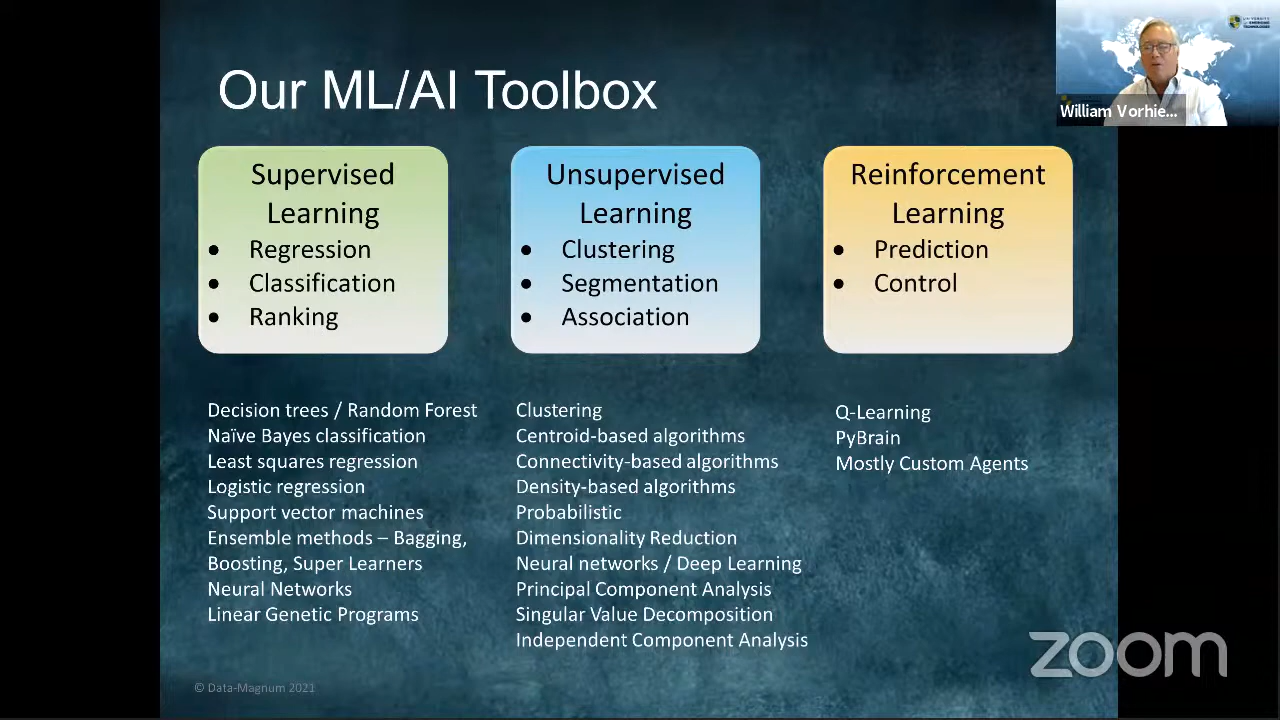 Our ML/AI Toolbox
William Vorhie...
Supervised
Learning
• Regression
• Classification
• Ranking
Unsupervised
Learning
• Clustering
• Segmentation
• Association
Reinforcement
Learning
• Prediction
• Control
Decision trees / Random Forest
Naïve Bayes classification
Least squares regression
Logistic regression
Support vector machines
Ensemble methods – Bagging,
Boosting, Super Learners
Neural Networks
Linear Genetic Programs
Clustering
Centroid-based algorithms
Connectivity-based algorithms
Density-based algorithms
Probabilistic
Dimensionality Reduction
Neural networks / Deep Learning
Principal Component Analysis
Singular Value Decomposition
Independent Component Analysis
Q-Learning
PyBrain
Mostly Custom Agents
© Data-Magnum 2021
zoom